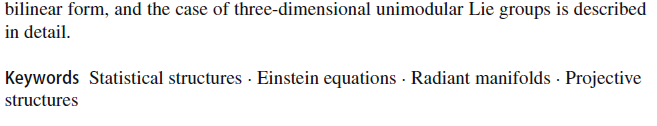 bilinear form, and the case of three-dimensional unimodular Lie groups is described
in detail.
Keywords Statistical structures · Einstein equations · Radiant manifolds · Projective
structures